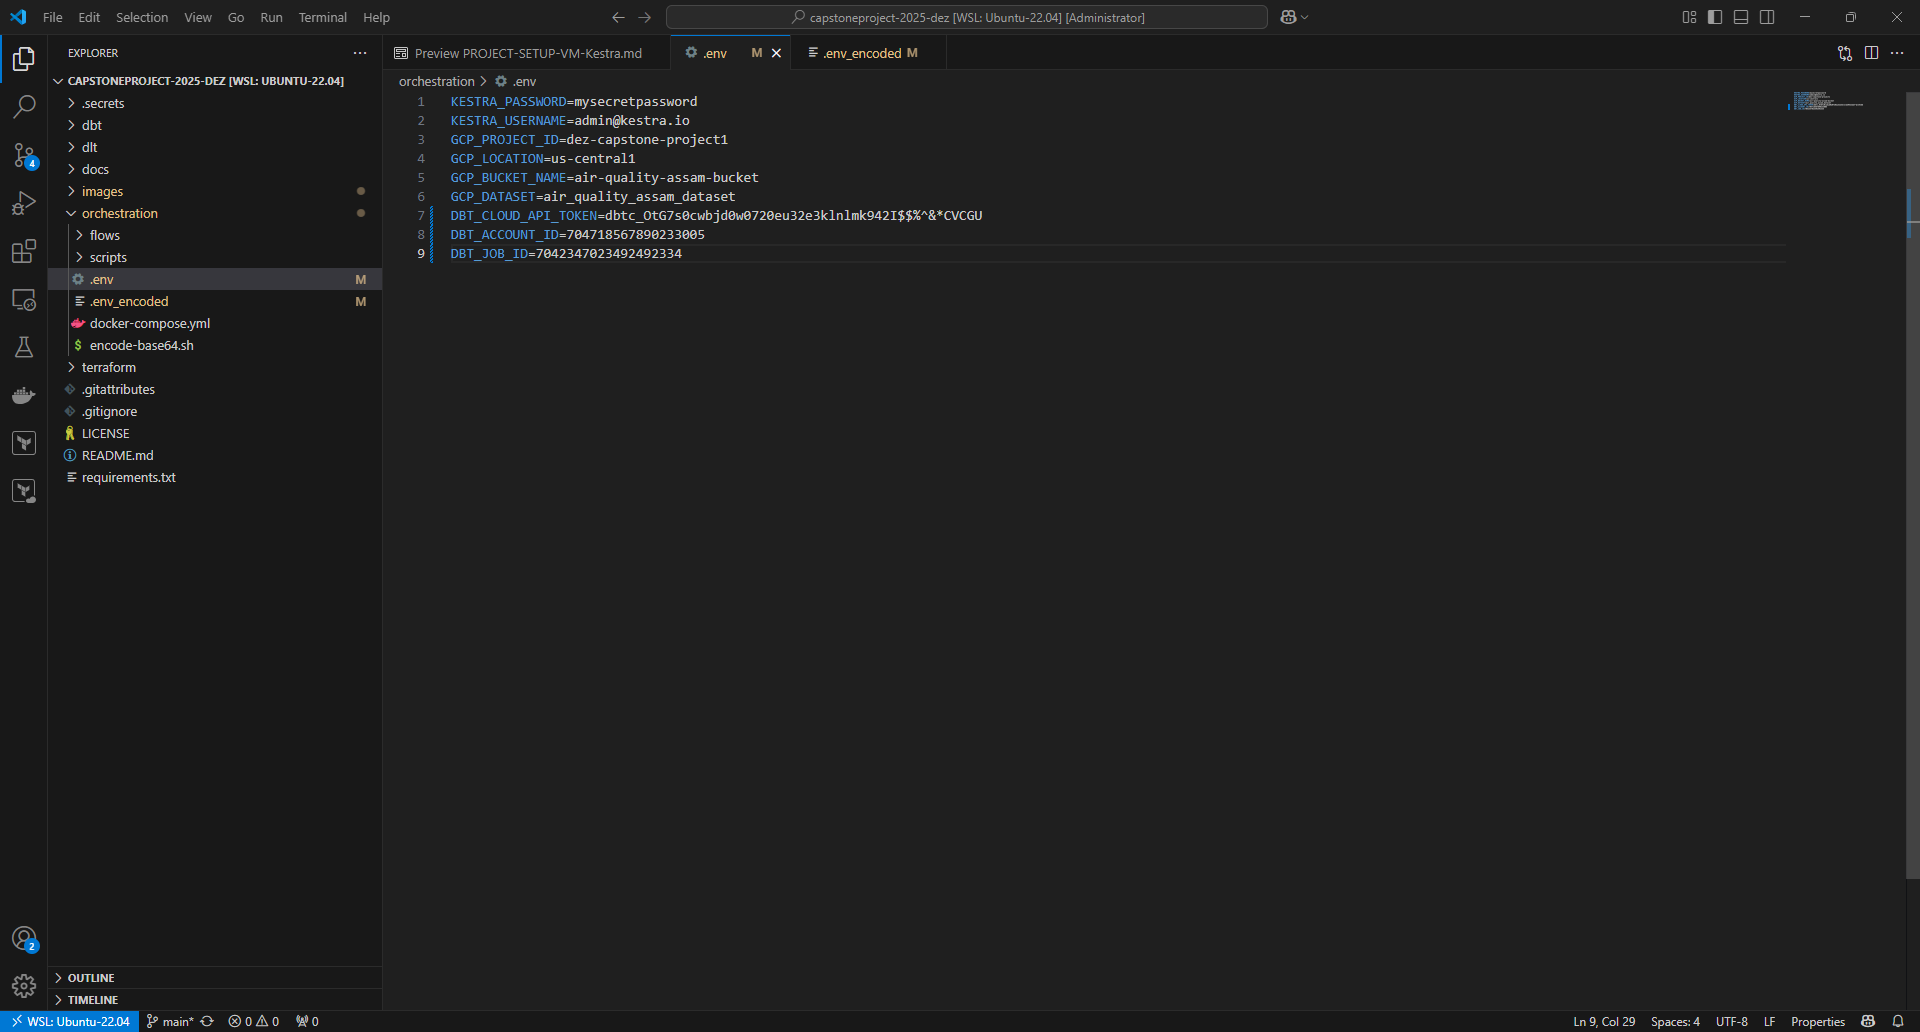 File Edit Selection View Go Run Terminal Help
capstoneproject-2025-dez [WSL: Ubuntu-22.04] [Administrator]
EXPLORER
CAPSTONEPROJECT-2025-DEZ [WSL: UBUNTU-22.04]
.secrets
dbt
dlt
docs
images
orchestration
flows
scripts
.env M
.env_encoded M
docker-compose.yml
encode-base64.sh
terraform
.gitattributes
.gitignore
LICENSE
README.md
requirements.txt
OUTLINE
TIMELINE
4
2
Preview PROJECT-SETUP-VM-Kestra.md .env M .env_encoded M
orchestration > .env
1 KESTRA_PASSWORD=mysecretpassword
2 KESTRA_USERNAME=admin@kestra.io
3 GCP_PROJECT_ID=dez-capstone-project1
4 GCP_LOCATION=us-central1
5 GCP_BUCKET_NAME=air-quality-assam-bucket
6 GCP_DATASET=air_quality_assam_dataset
7 DBT_CLOUD_API_TOKEN=dbtc_OtG7s0cwbjd0w0720eu32e3klnlmk942I$$%^&*CVCGU
8 DBT_ACCOUNT_ID=704718567890233005
9 DBT_JOB_ID=7042347023492492334
WSL: Ubuntu-22.04 main* 0 0 0 Ln 9, Col 29 Spaces: 4 UTF-8 LF Properties